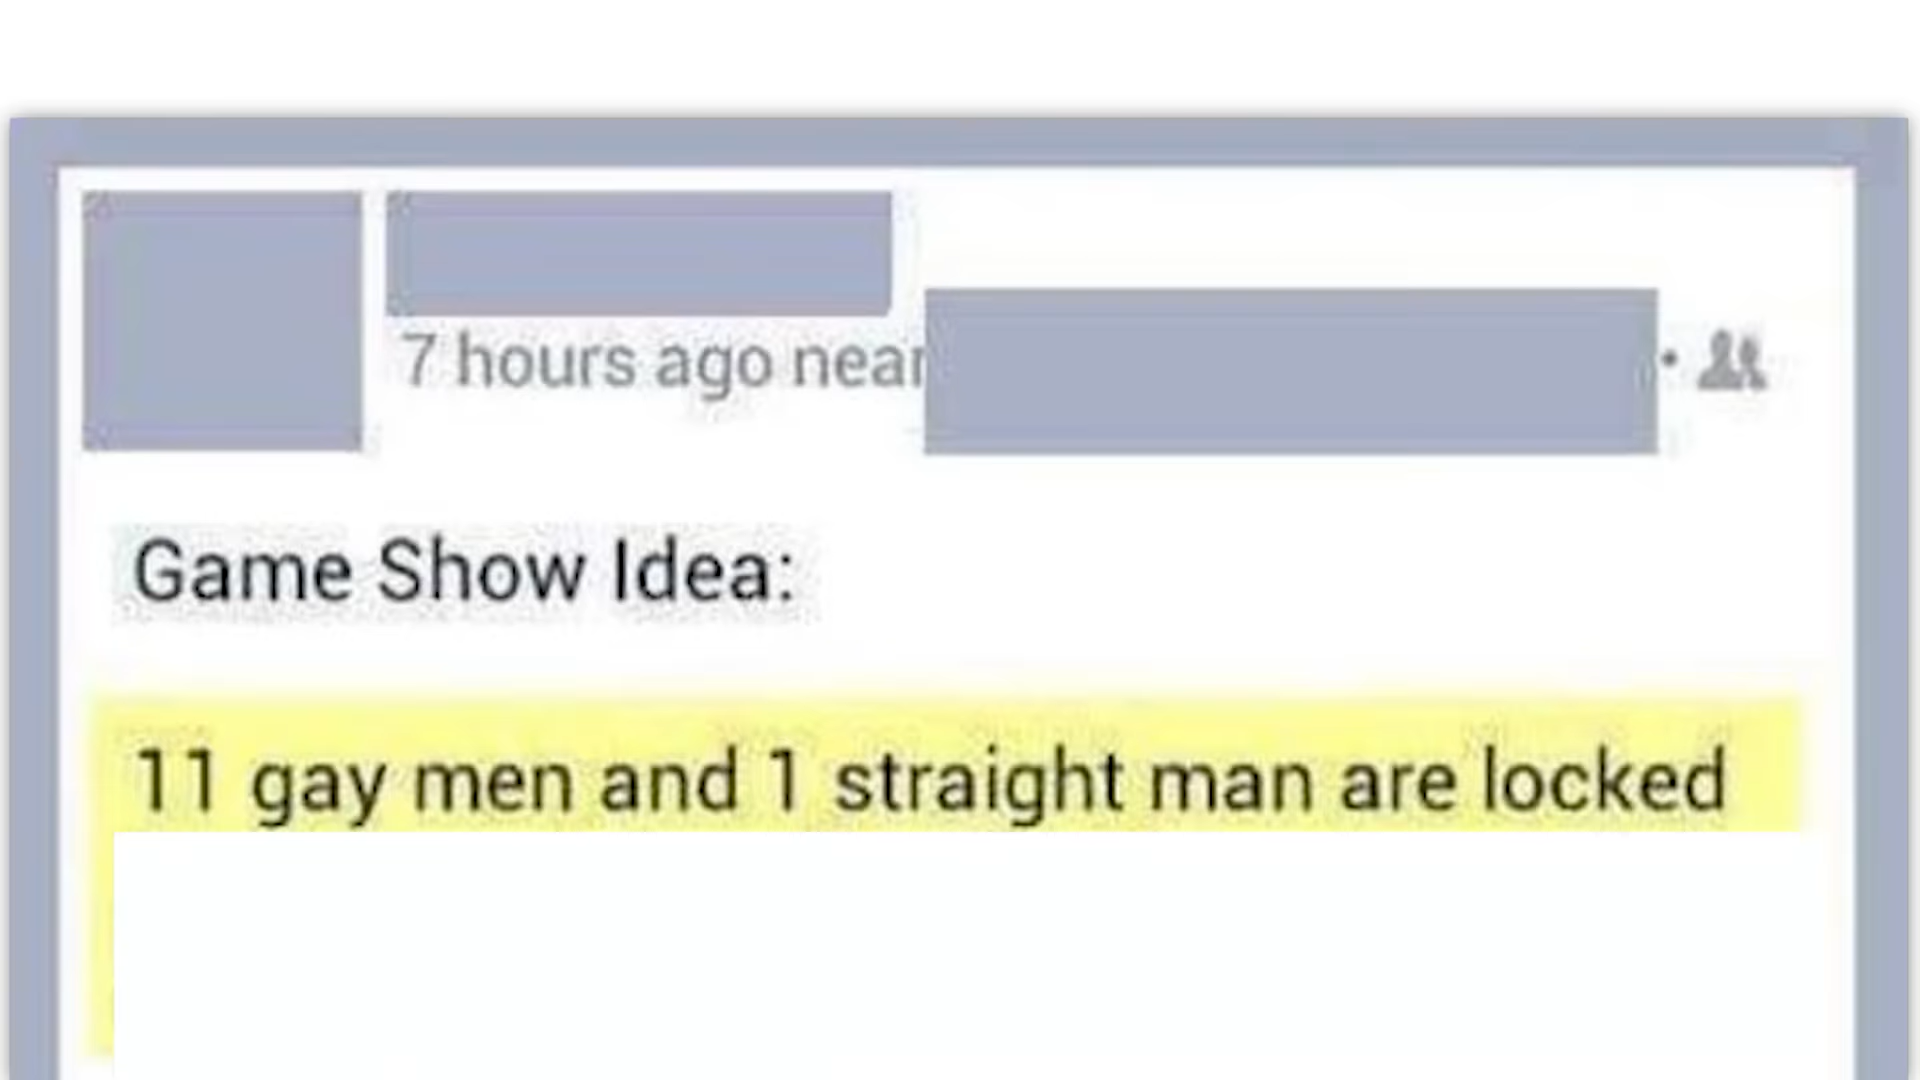 7 hours ago near
Game Show Idea:
11 gay men and 1 straight man are locked